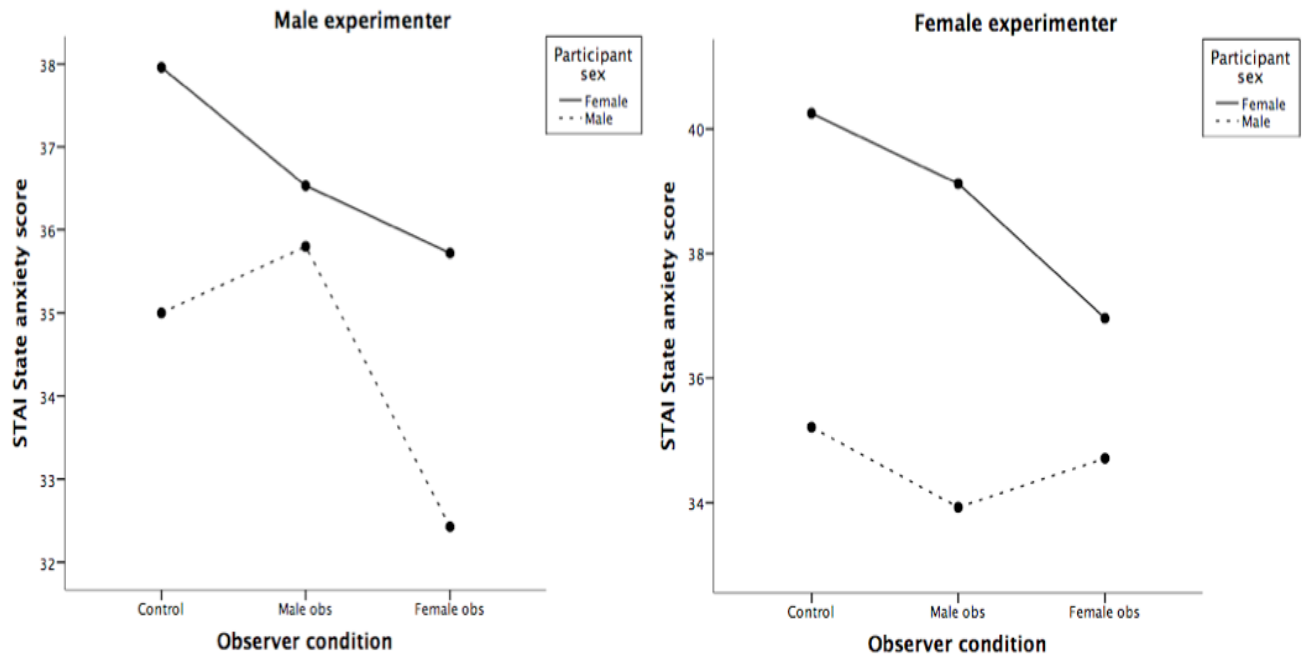 Male experimenter
Participant
sex
Female
Male
38
37
36
35
34
33
32
STAI State anxiety score
Control
Male obs
Female obs
Observer condition
Female experimenter
Participant
sex
Female
Male
40
38
36
34
STAI State anxiety score
Control
Male obs
Female obs
Observer condition